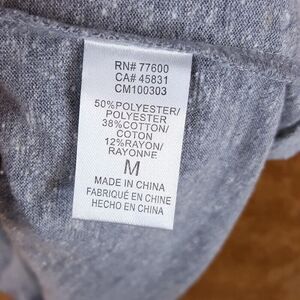 RN# 77600
CA# 45831
CM100303
50%POLYESTER/
POLYESTER
38%COTTON/
COTON
12%RAYON/
RAYONNE
M
MADE IN CHINA
FABRIQUÉ EN CHINE
HECHO EN CHINA